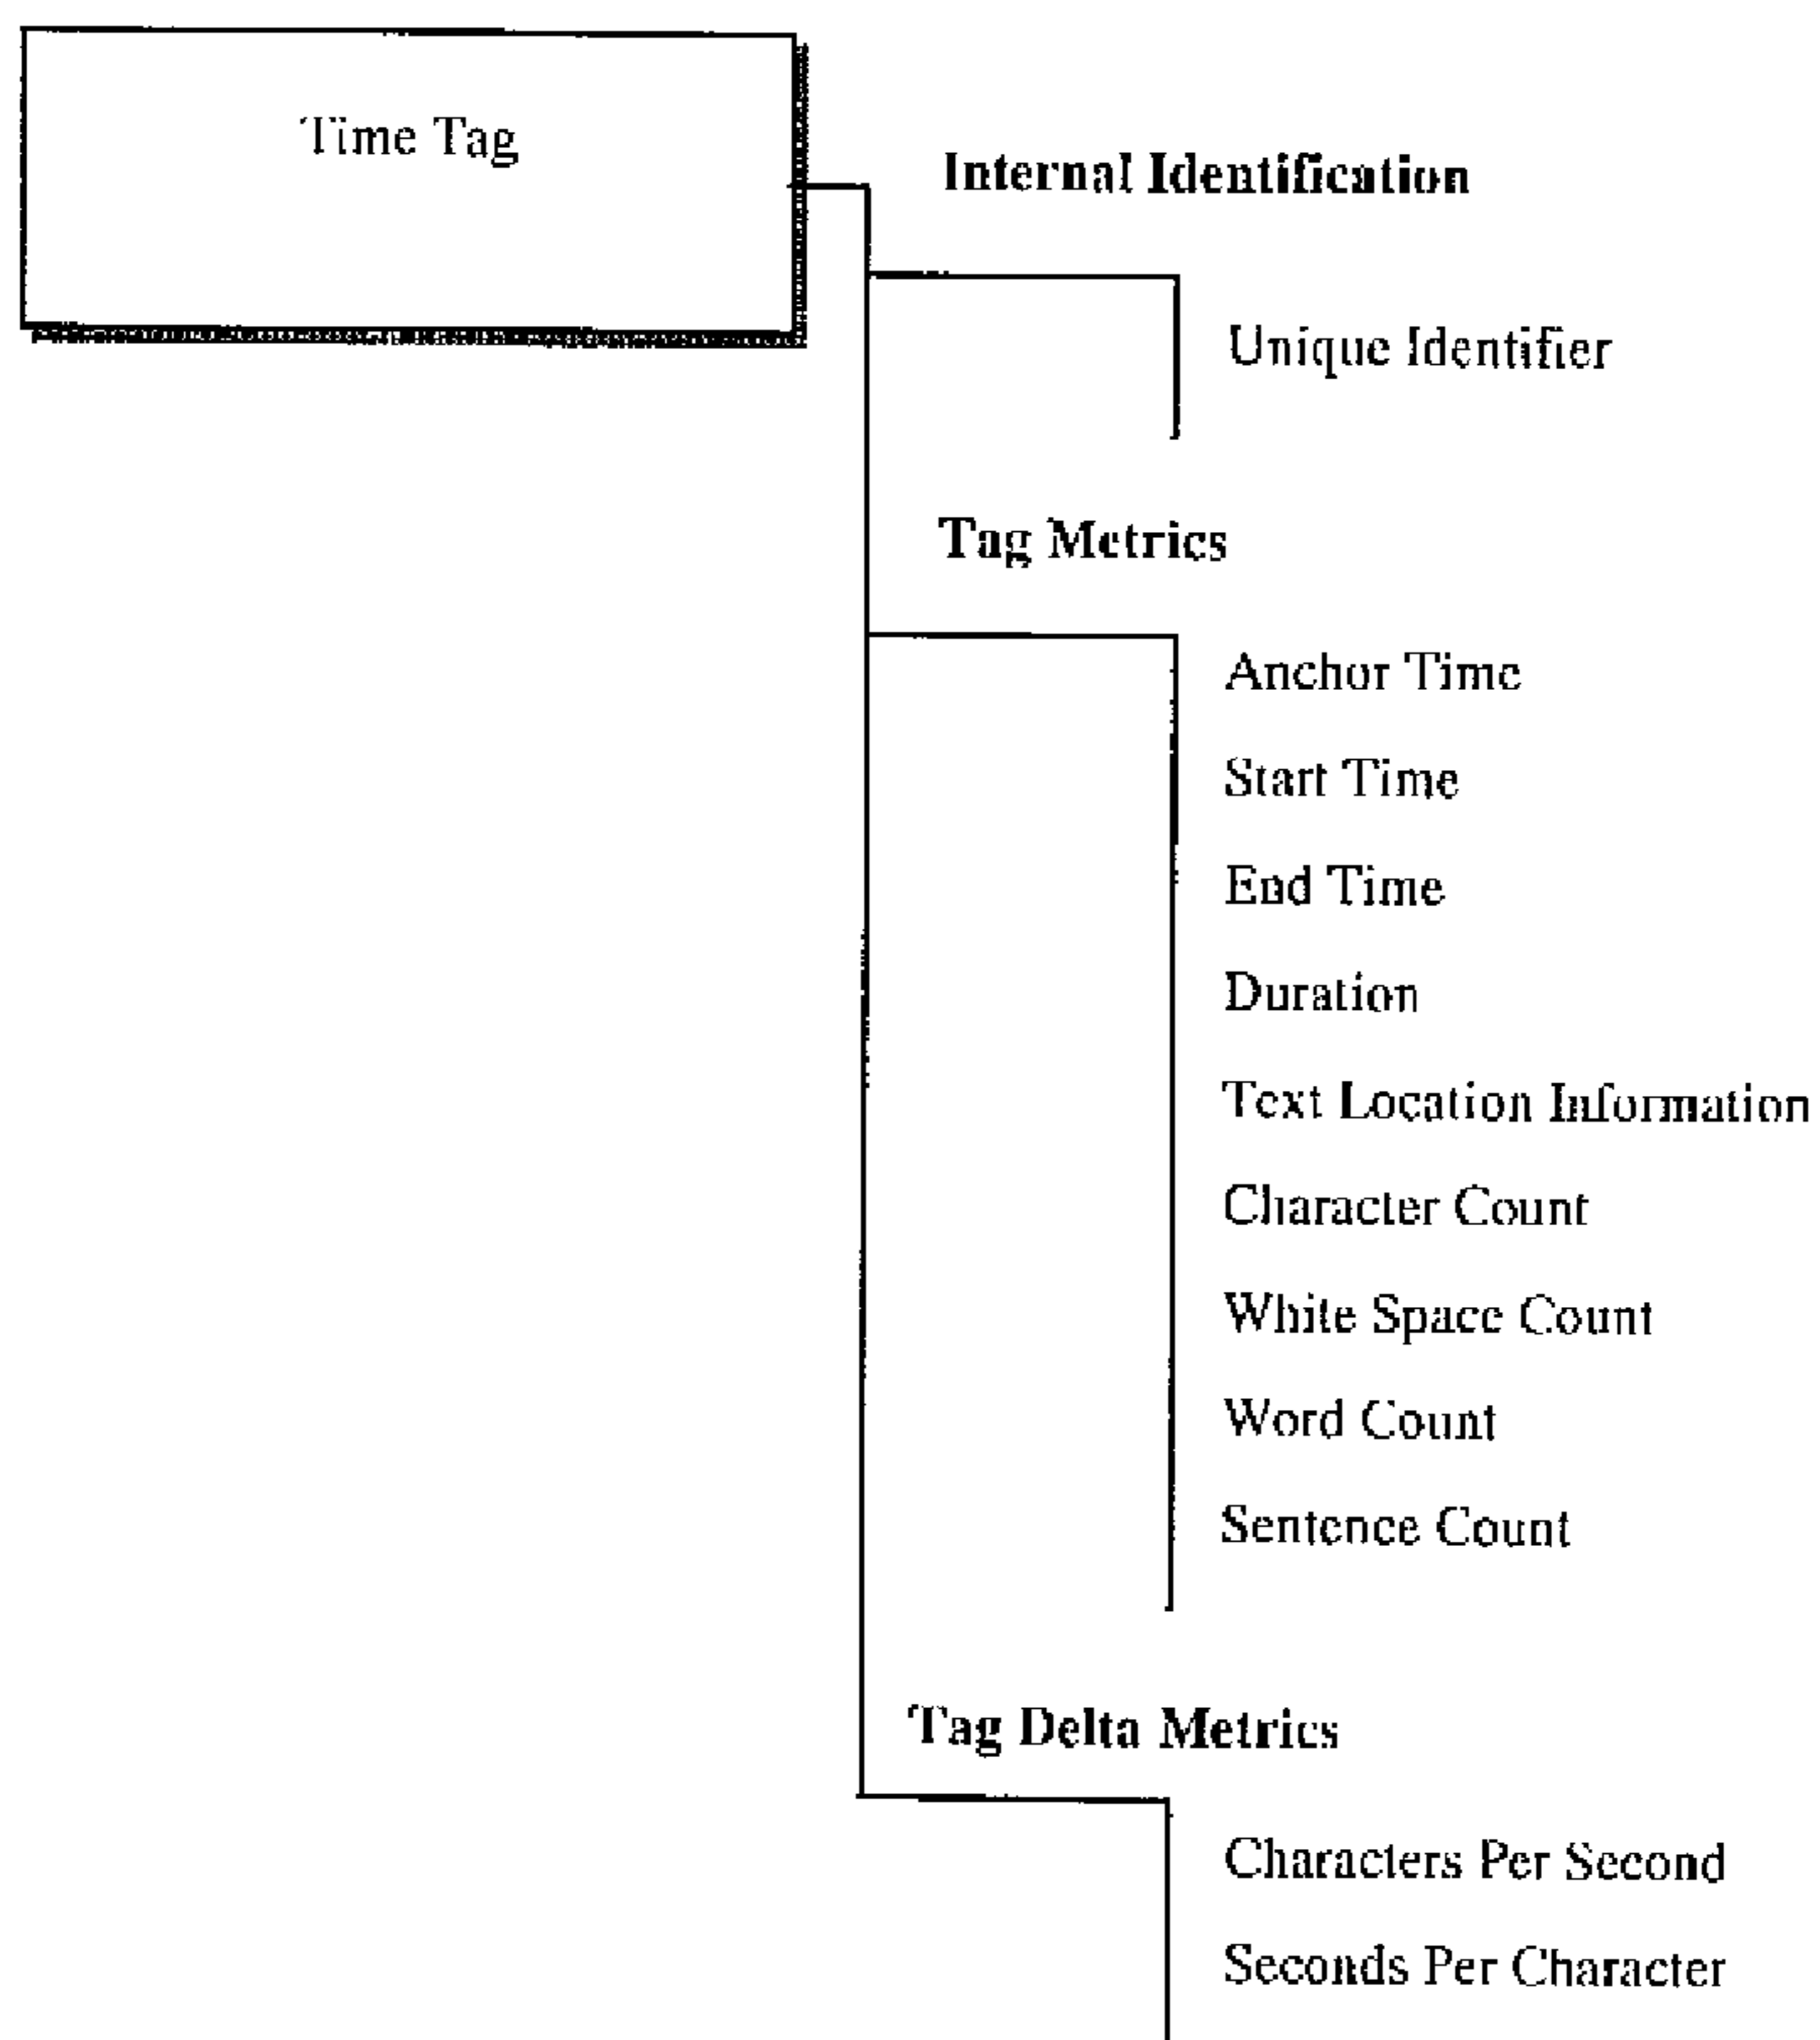 Time Tag
Internal Identification
Unique Identifier
Tag Metrics
Anchor Time
Start Time
End Time
Duration
Text Location Information
Character Count
White Space Count
Word Count
Sentence Count
Tag Delta Metrics
Characters Per Second
Seconds Per Character